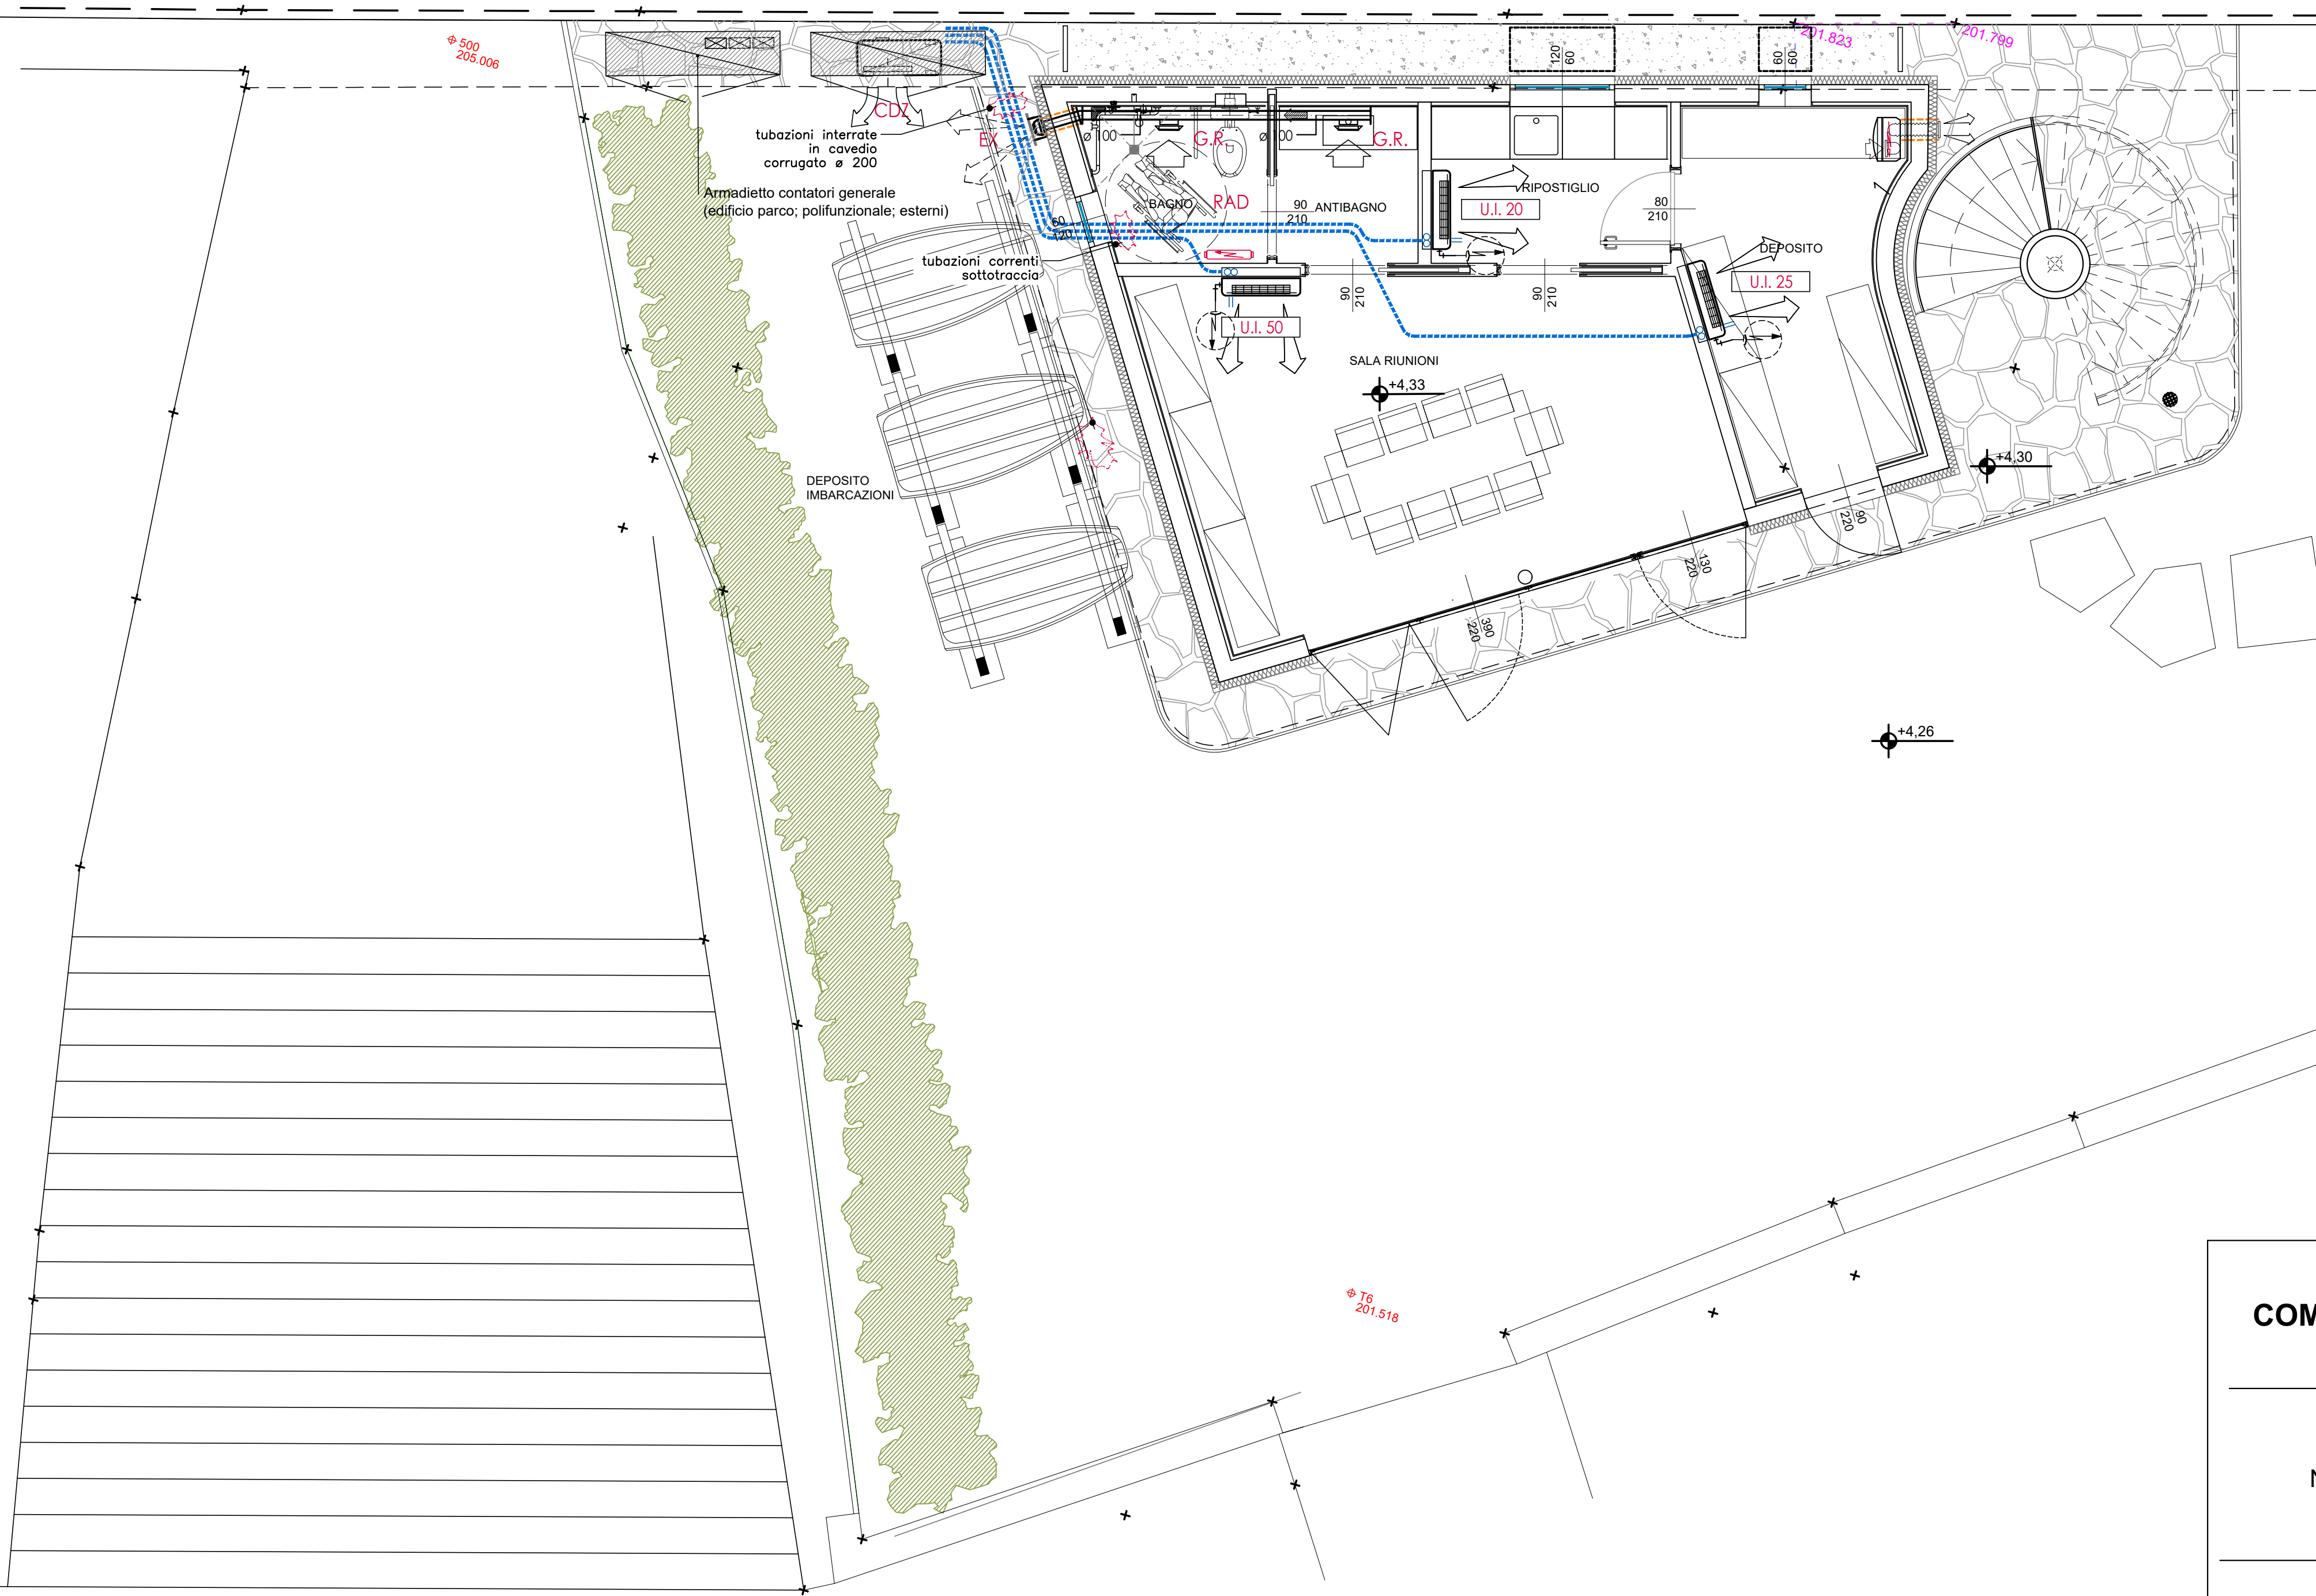 ⌖ 500
205.006
201.823
201.799
120
60
60
60
CDZ
tubazioni interrate
in cavedio
corrugato ø 200
EX
ø 100
G.R.
ø 100
G.R.
Armadietto contatori generale
(edificio parco; polifunzionale; esterni)
BAGNO
RAD
90
210
ANTIBAGNO
RIPOSTIGLIO
U.I. 20
80
210
60
120
tubazioni correnti
sottotraccia
DEPOSITO
U.I. 25
90
210
90
210
U.I. 50
SALA RIUNIONI
+4,33
+4,30
DEPOSITO
IMBARCAZIONI
90
220
130
220
390
220
+4,26
T6
201.518
COM
N